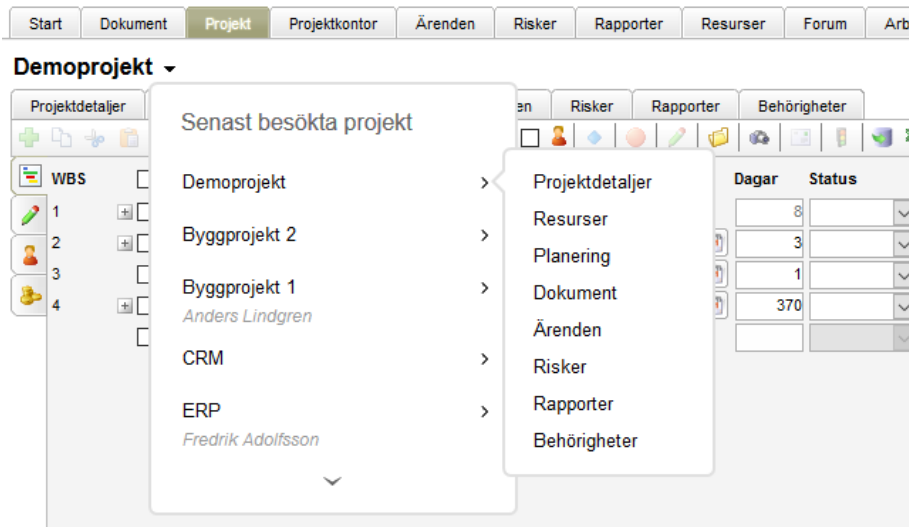 Start Dokument Projekt Projektkontor Ärenden Risker Rapporter Resurser Forum Arb
Demoprojekt
Projektdetaljer en Risker Rapporter Behörigheter
Senast besökta projekt
WBS Dagar Status
1 8
2 3
3 1
4 370
Demoprojekt
Byggprojekt 2
Byggprojekt 1
Anders Lindgren
CRM
ERP
Fredrik Adolfsson
Projektdetaljer
Resurser
Planering
Dokument
Ärenden
Risker
Rapporter
Behörigheter